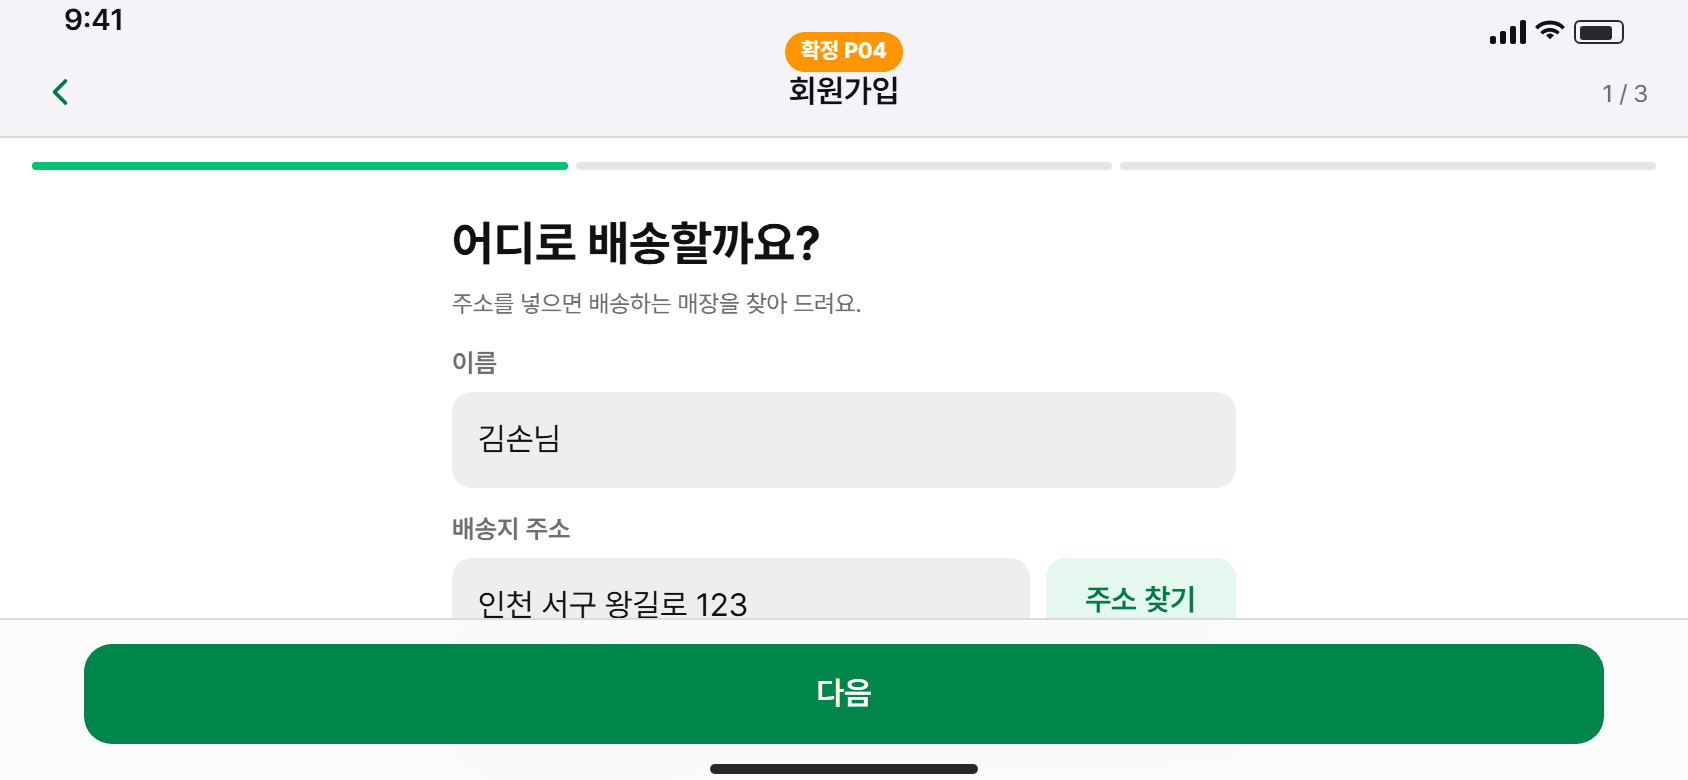 9:41
확정 P04
회원가입
1 / 3
어디로 배송할까요?
주소를 넣으면 배송하는 매장을 찾아 드려요.
이름
김손님
배송지 주소
인천 서구 왕길로 123
주소 찾기
다음